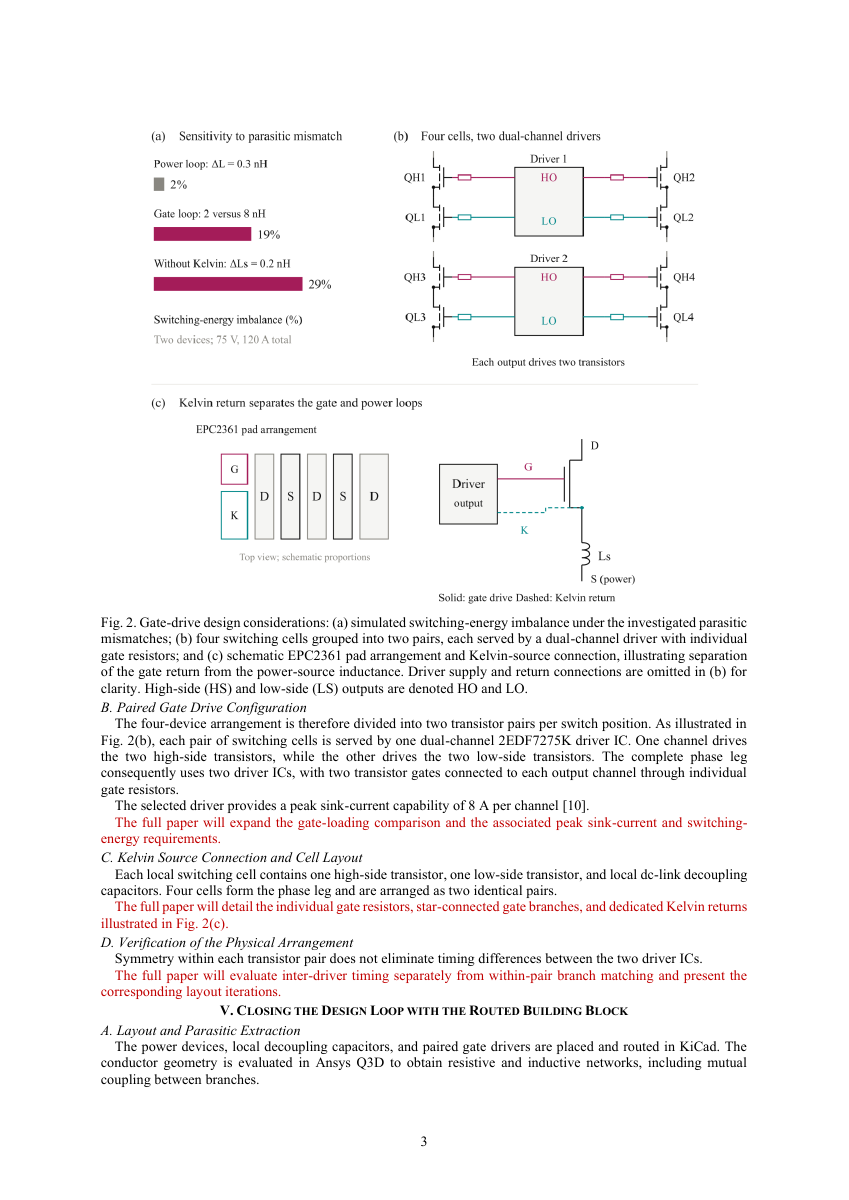 (a) Sensitivity to parasitic mismatch
Power loop: ΔL = 0.3 nH
2%
Gate loop: 2 versus 8 nH
19%
Without Kelvin: ΔLs = 0.2 nH
29%
Switching-energy imbalance (%)
Two devices; 75 V, 120 A total
(b) Four cells, two dual-channel drivers
Driver 1
QH1
HO
QH2
QL1
LO
QL2
Driver 2
QH3
HO
QH4
QL3
LO
QL4
Each output drives two transistors
(c) Kelvin return separates the gate and power loops
EPC2361 pad arrangement
G
K
D
S
D
S
D
Top view; schematic proportions
Driver
output
G
K
D
Ls
S (power)
Solid: gate drive Dashed: Kelvin return
Fig. 2. Gate-drive design considerations: (a) simulated switching-energy imbalance under the investigated parasitic
mismatches; (b) four switching cells grouped into two pairs, each served by a dual-channel driver with individual
gate resistors; and (c) schematic EPC2361 pad arrangement and Kelvin-source connection, illustrating separation
of the gate return from the power-source inductance. Driver supply and return connections are omitted in (b) for
clarity. High-side (HS) and low-side (LS) outputs are denoted HO and LO.
B. Paired Gate Drive Configuration
The four-device arrangement is therefore divided into two transistor pairs per switch position. As illustrated in
Fig. 2(b), each pair of switching cells is served by one dual-channel 2EDF7275K driver IC. One channel drives
the two high-side transistors, while the other drives the two low-side transistors. The complete phase leg
consequently uses two driver ICs, with two transistor gates connected to each output channel through individual
gate resistors.
The selected driver provides a peak sink-current capability of 8 A per channel [10].
The full paper will expand the gate-loading comparison and the associated peak sink-current and switching-
energy requirements.
C. Kelvin Source Connection and Cell Layout
Each local switching cell contains one high-side transistor, one low-side transistor, and local dc-link decoupling
capacitors. Four cells form the phase leg and are arranged as two identical pairs.
The full paper will detail the individual gate resistors, star-connected gate branches, and dedicated Kelvin returns
illustrated in Fig. 2(c).
D. Verification of the Physical Arrangement
Symmetry within each transistor pair does not eliminate timing differences between the two driver ICs.
The full paper will evaluate inter-driver timing separately from within-pair branch matching and present the
corresponding layout iterations.
V. CLOSING THE DESIGN LOOP WITH THE ROUTED BUILDING BLOCK
A. Layout and Parasitic Extraction
The power devices, local decoupling capacitors, and paired gate drivers are placed and routed in KiCad. The
conductor geometry is evaluated in Ansys Q3D to obtain resistive and inductive networks, including mutual
coupling between branches.
3